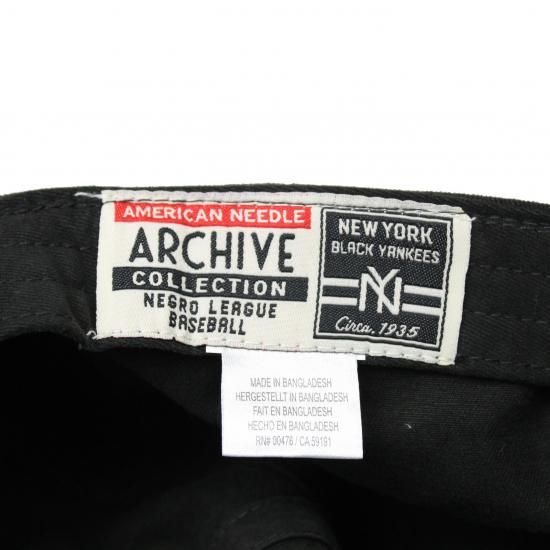 AMERICAN NEEDLE
ARCHIVE
COLLECTION
NEGRO LEAGUE
BASEBALL
NEW YORK
BLACK YANKEES
NY
Circa. 1935
MADE IN BANGLADESH
HERGESTELLT IN BANGLADESH
FAIT EN BANGLADESH
HECHO EN BANGLADESH
RN# 00476 / CA 59191